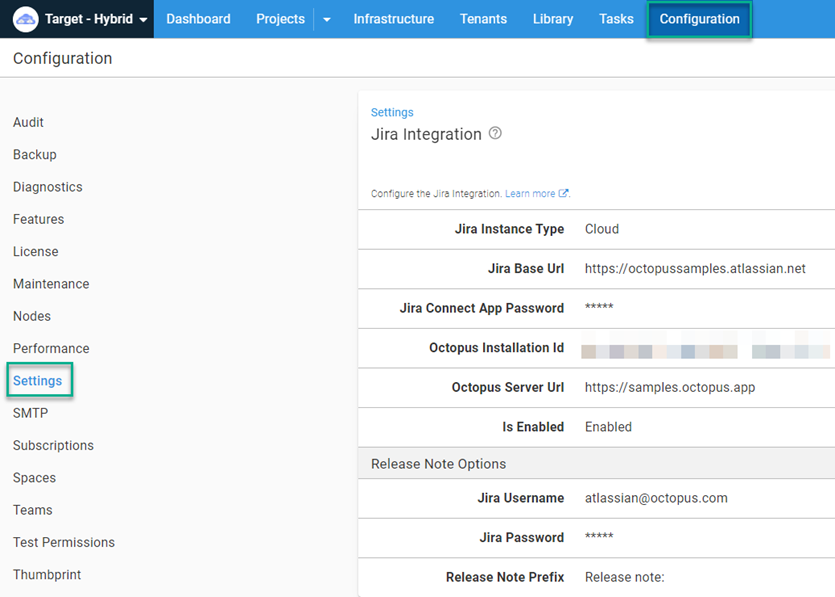 Target - Hybrid Dashboard Projects Infrastructure Tenants Library Tasks Configuration
Configuration
Audit
Backup
Diagnostics
Features
License
Maintenance
Nodes
Performance
Settings
SMTP
Subscriptions
Spaces
Teams
Test Permissions
Thumbprint
Settings
Jira Integration ?
Configure the Jira Integration. Learn more .
Jira Instance Type Cloud
Jira Base Url https://octopussamples.atlassian.net
Jira Connect App Password *****
Octopus Installation Id
Octopus Server Url https://samples.octopus.app
Is Enabled Enabled
Release Note Options
Jira Username atlassian@octopus.com
Jira Password *****
Release Note Prefix Release note: